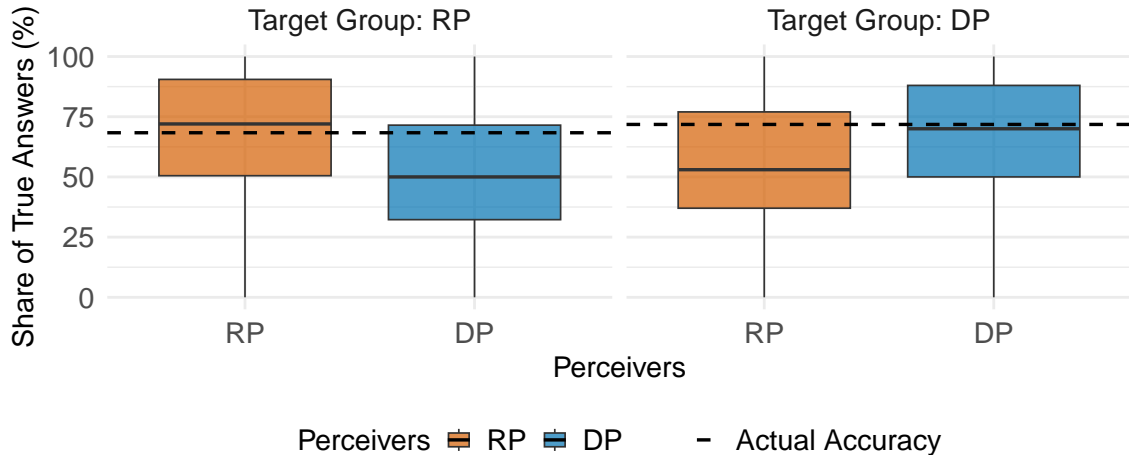 Target Group: RP
Target Group: DP
Share of True Answers (%)
100
75
50
25
0
RP
DP
RP
DP
Perceivers
Perceivers RP DP Actual Accuracy